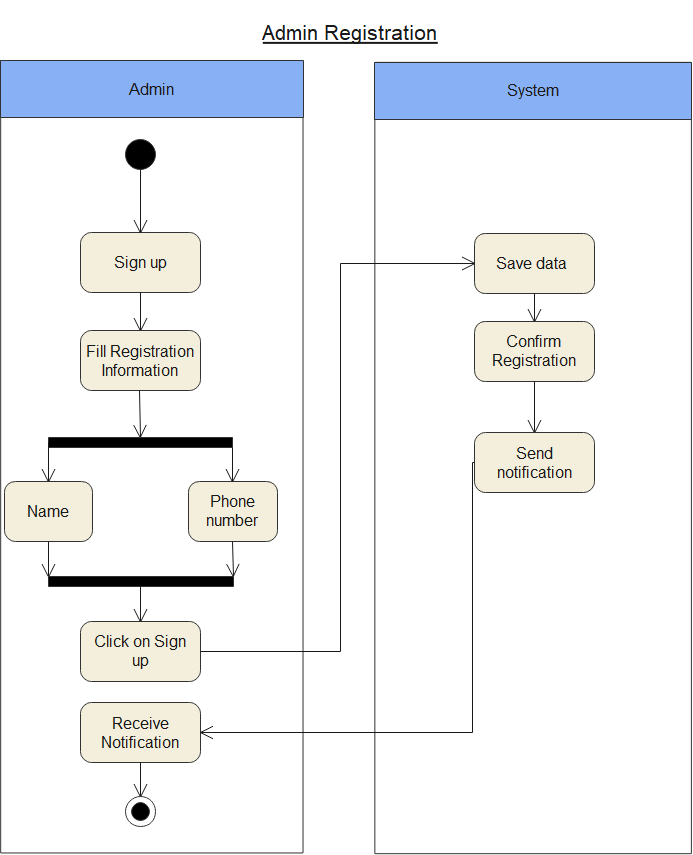 Admin Registration
Admin
System
Sign up
Fill Registration
Information
Name
Phone
number
Click on Sign
up
Receive
Notification
Save data
Confirm
Registration
Send
notification